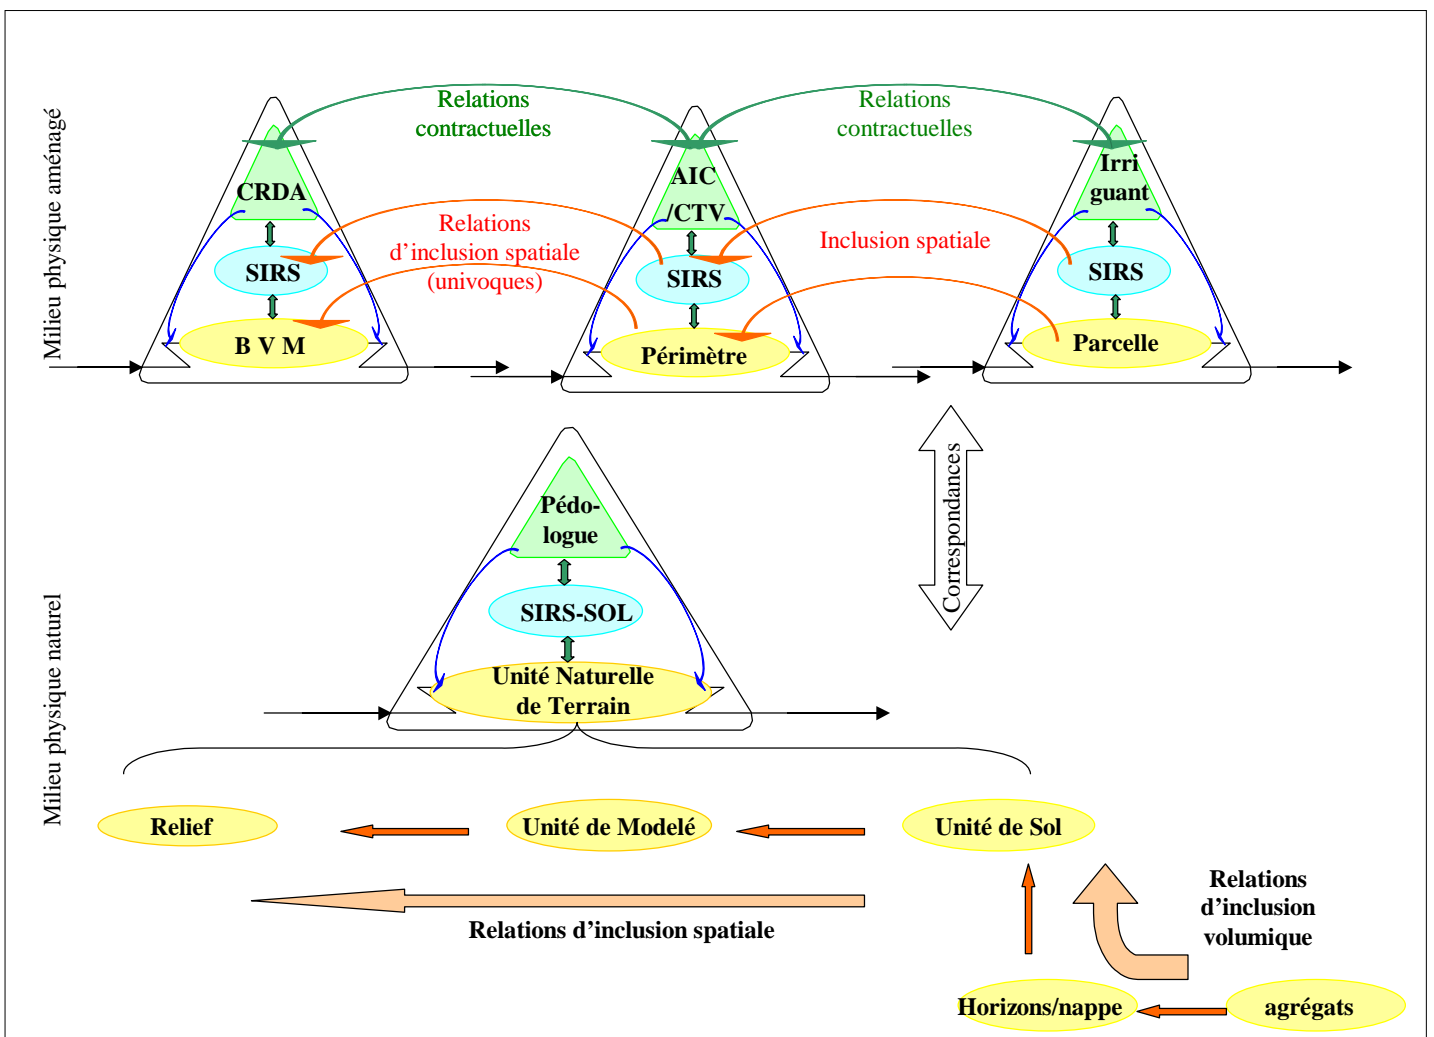 Milieu physique aménagé
Relations
contractuelles
Relations
contractuelles
CRDA
AIC
/CTV
Irri
guant
Relations
d’inclusion spatiale
(univoques)
Inclusion spatiale
SIRS
SIRS
SIRS
B V M
Périmètre
Parcelle
Correspondances
Milieu physique naturel
Pédo-
logue
SIRS-SOL
Unité Naturelle
de Terrain
Relief
Unité de Modelé
Unité de Sol
Relations d’inclusion spatiale
Relations
d’inclusion
volumique
Horizons/nappe
agrégats